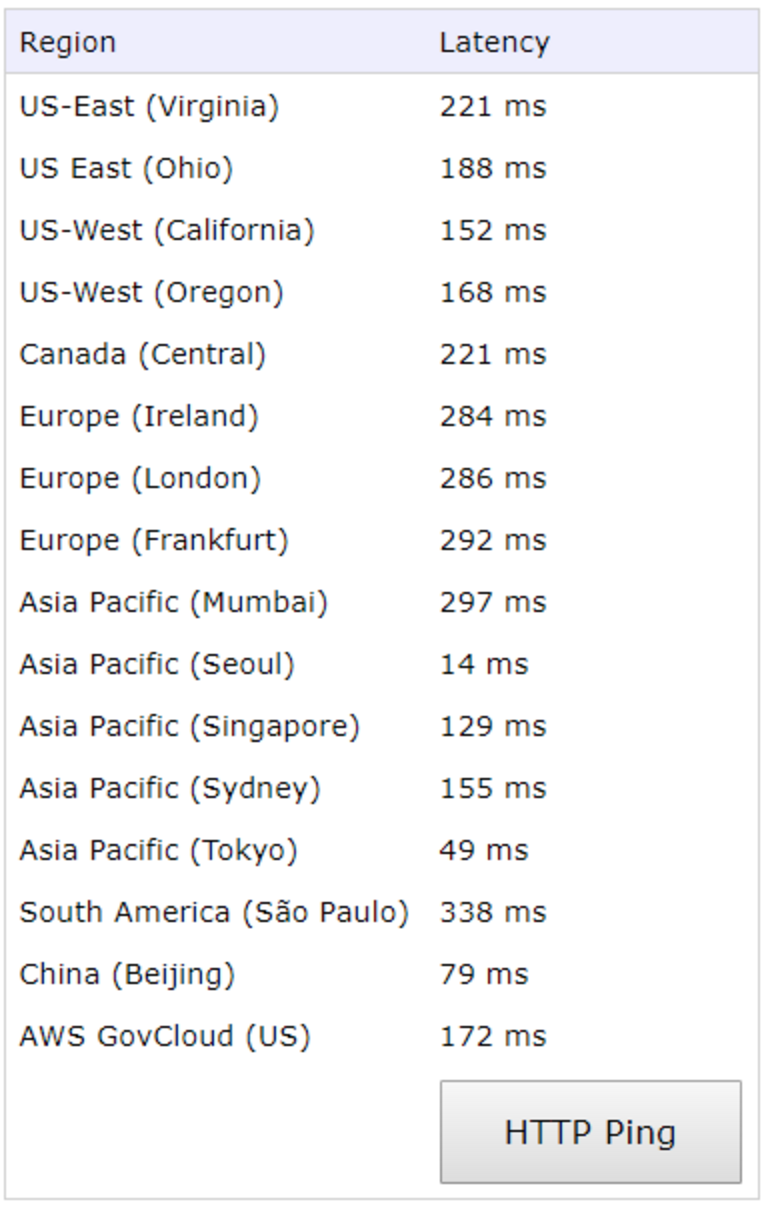 Region Latency
US-East (Virginia) 221 ms
US East (Ohio) 188 ms
US-West (California) 152 ms
US-West (Oregon) 168 ms
Canada (Central) 221 ms
Europe (Ireland) 284 ms
Europe (London) 286 ms
Europe (Frankfurt) 292 ms
Asia Pacific (Mumbai) 297 ms
Asia Pacific (Seoul) 14 ms
Asia Pacific (Singapore) 129 ms
Asia Pacific (Sydney) 155 ms
Asia Pacific (Tokyo) 49 ms
South America (São Paulo) 338 ms
China (Beijing) 79 ms
AWS GovCloud (US) 172 ms
HTTP Ping